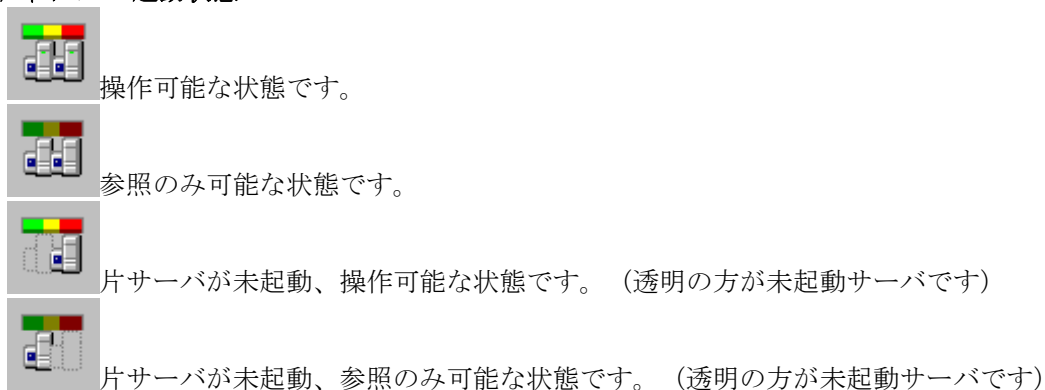 操作可能な状態です。
参照のみ可能な状態です。
片サーバが未起動、操作可能な状態です。（透明の方が未起動サーバです）
片サーバが未起動、参照のみ可能な状態です。（透明の方が未起動サーバです）